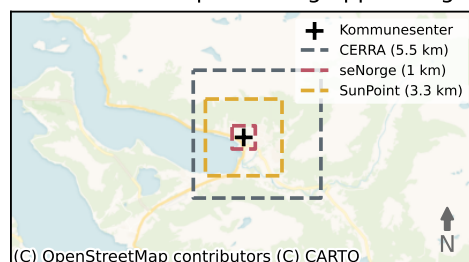 Kommunesenter
CERRA (5.5 km)
seNorge (1 km)
SunPoint (3.3 km)
N
(C) OpenStreetMap contributors (C) CARTO